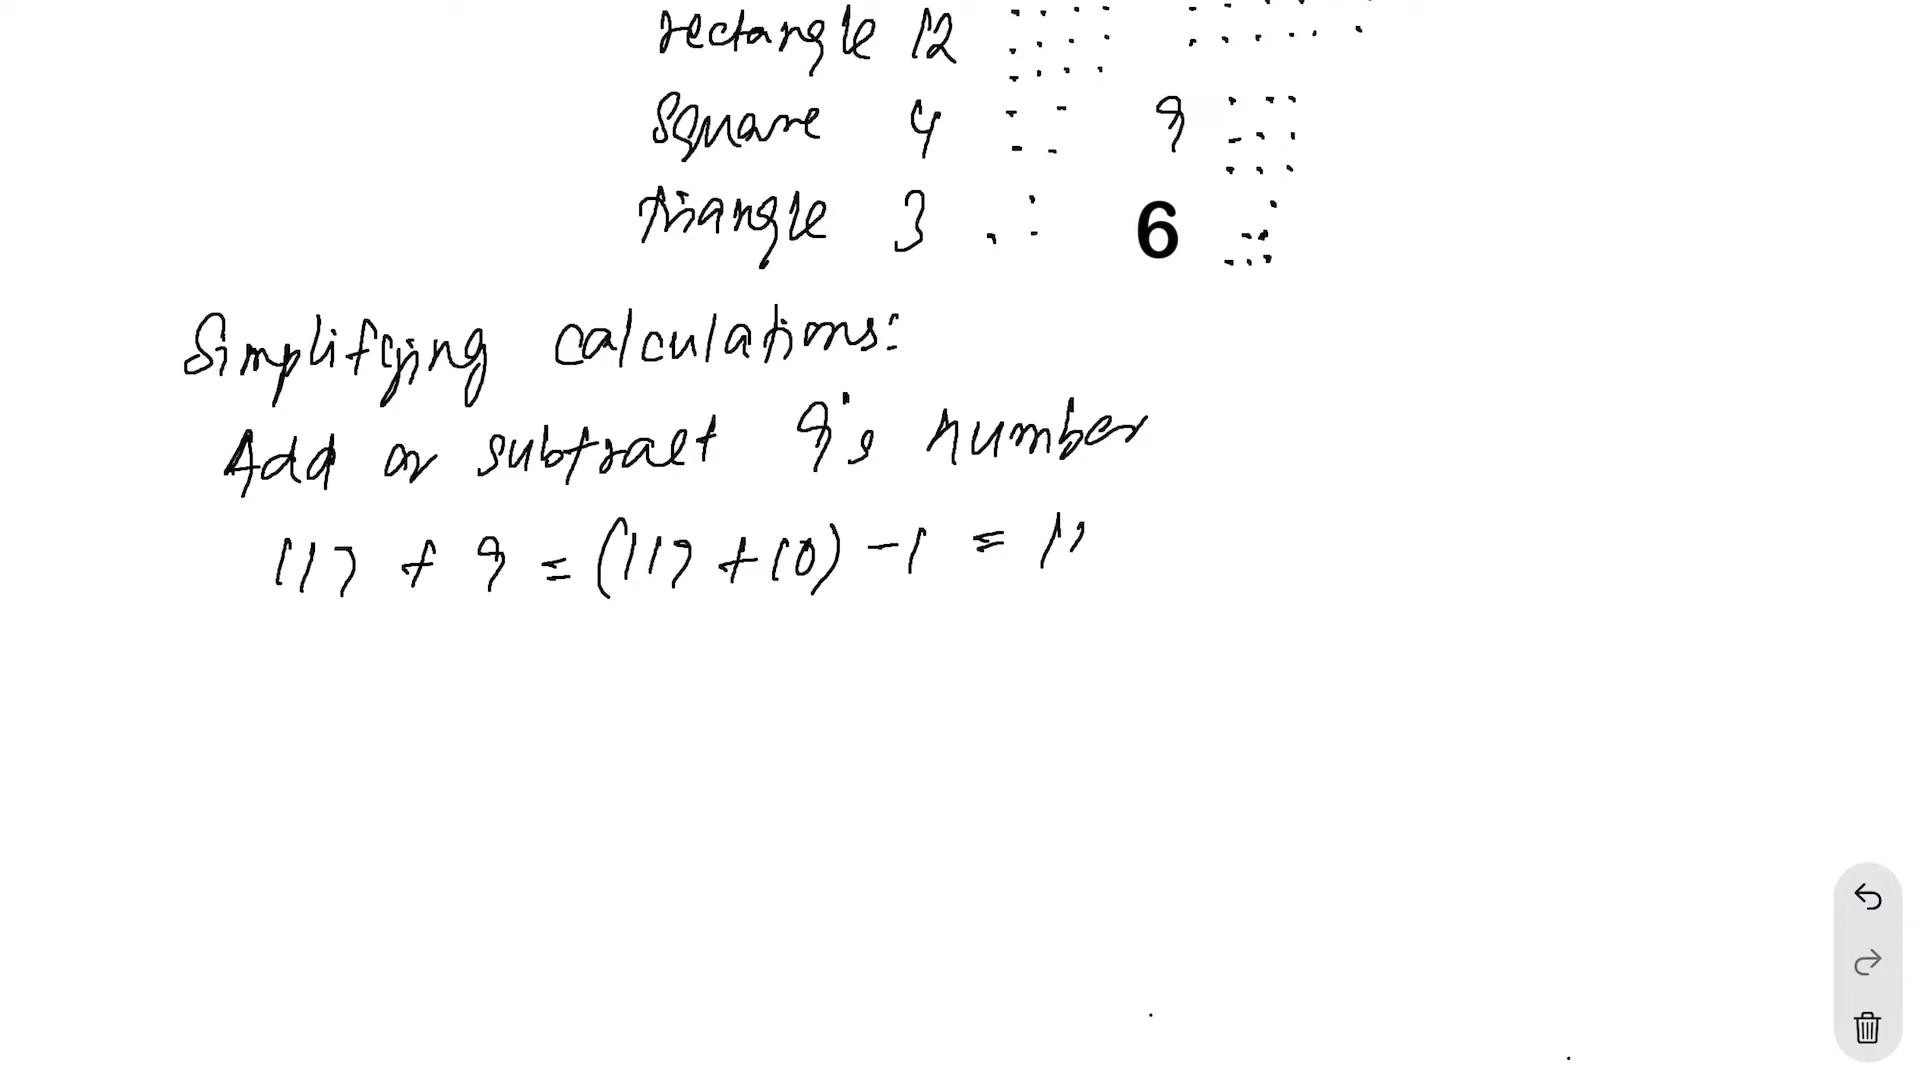 rectangle 12
square 4 9
triangle 3 6
Simplifying calculations:
Add or subtract 9's number
117 + 9 = (117 + 10) - 1 = 1